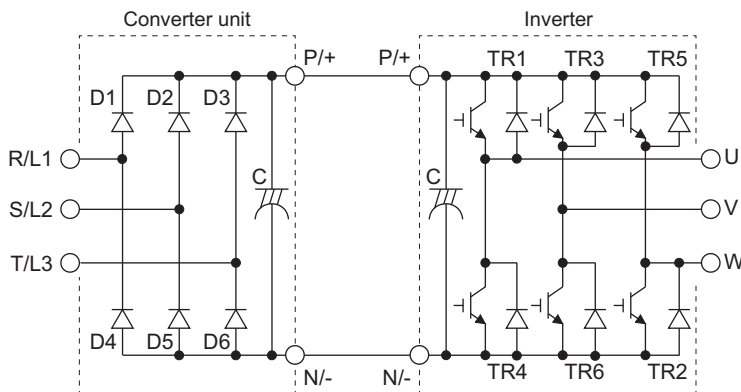 Converter unit
Inverter
P/+
P/+
TR1
TR3
TR5
D1
D2
D3
R/L1
U
C
C
S/L2
V
T/L3
W
D4
D5
D6
TR4
TR6
TR2
N/-
N/-